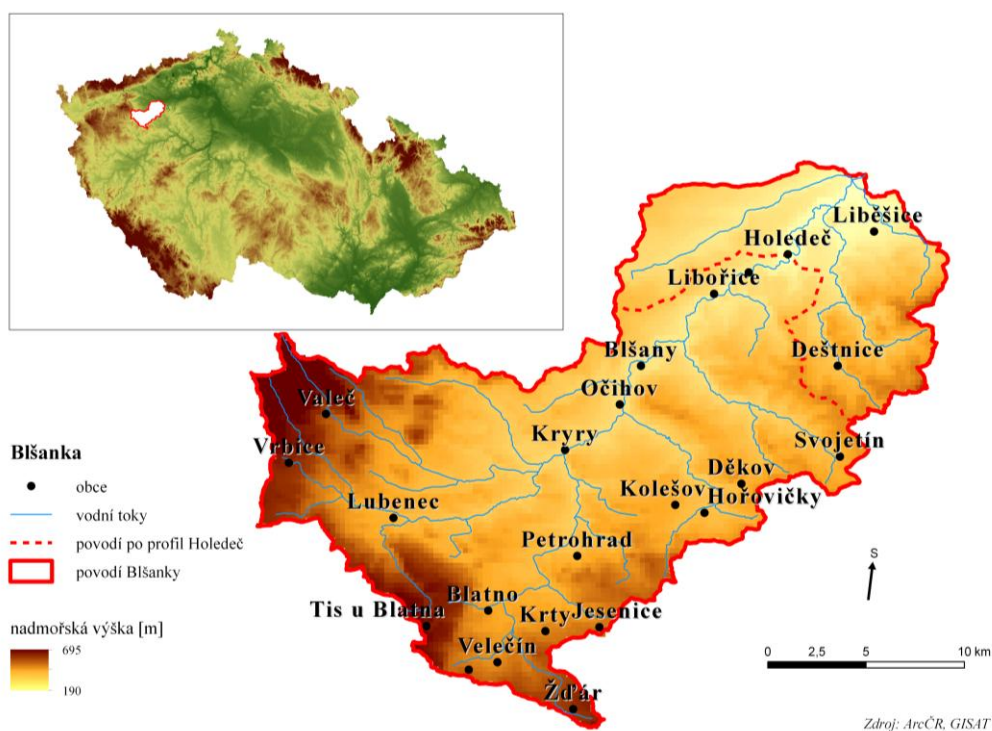 Liběšice
Holedeč
Libořice
Blšany
Deštnice
Očihov
Valeč
Kryry
Svojetín
Vrbice
Děkov
Kolešov
Hořovičky
Lubenec
Petrohrad
Blatno
Tis u Blatna
Krty
Jesenice
Velečín
Žďár
Blšanka
obce
vodní toky
povodí po profil Holedeč
povodí Blšanky
nadmořská výška [m]
695
190
S
0 2,5 5 10 km
Zdroj: ArcČR, GISAT